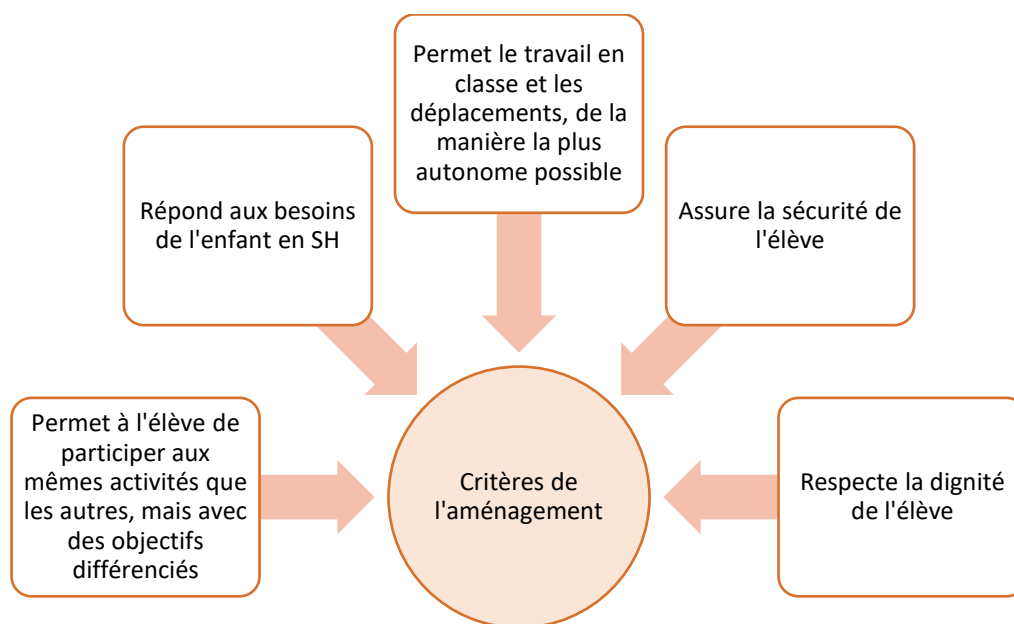 Permet le travail en
classe et les
déplacements, de la
manière la plus
autonome possible
Répond aux besoins
de l'enfant en SH
Assure la sécurité de
l'élève
Permet à l'élève de
participer aux
mêmes activités que
les autres, mais avec
des objectifs
différenciés
Critères de
l'aménagement
Respecte la dignité
de l'élève